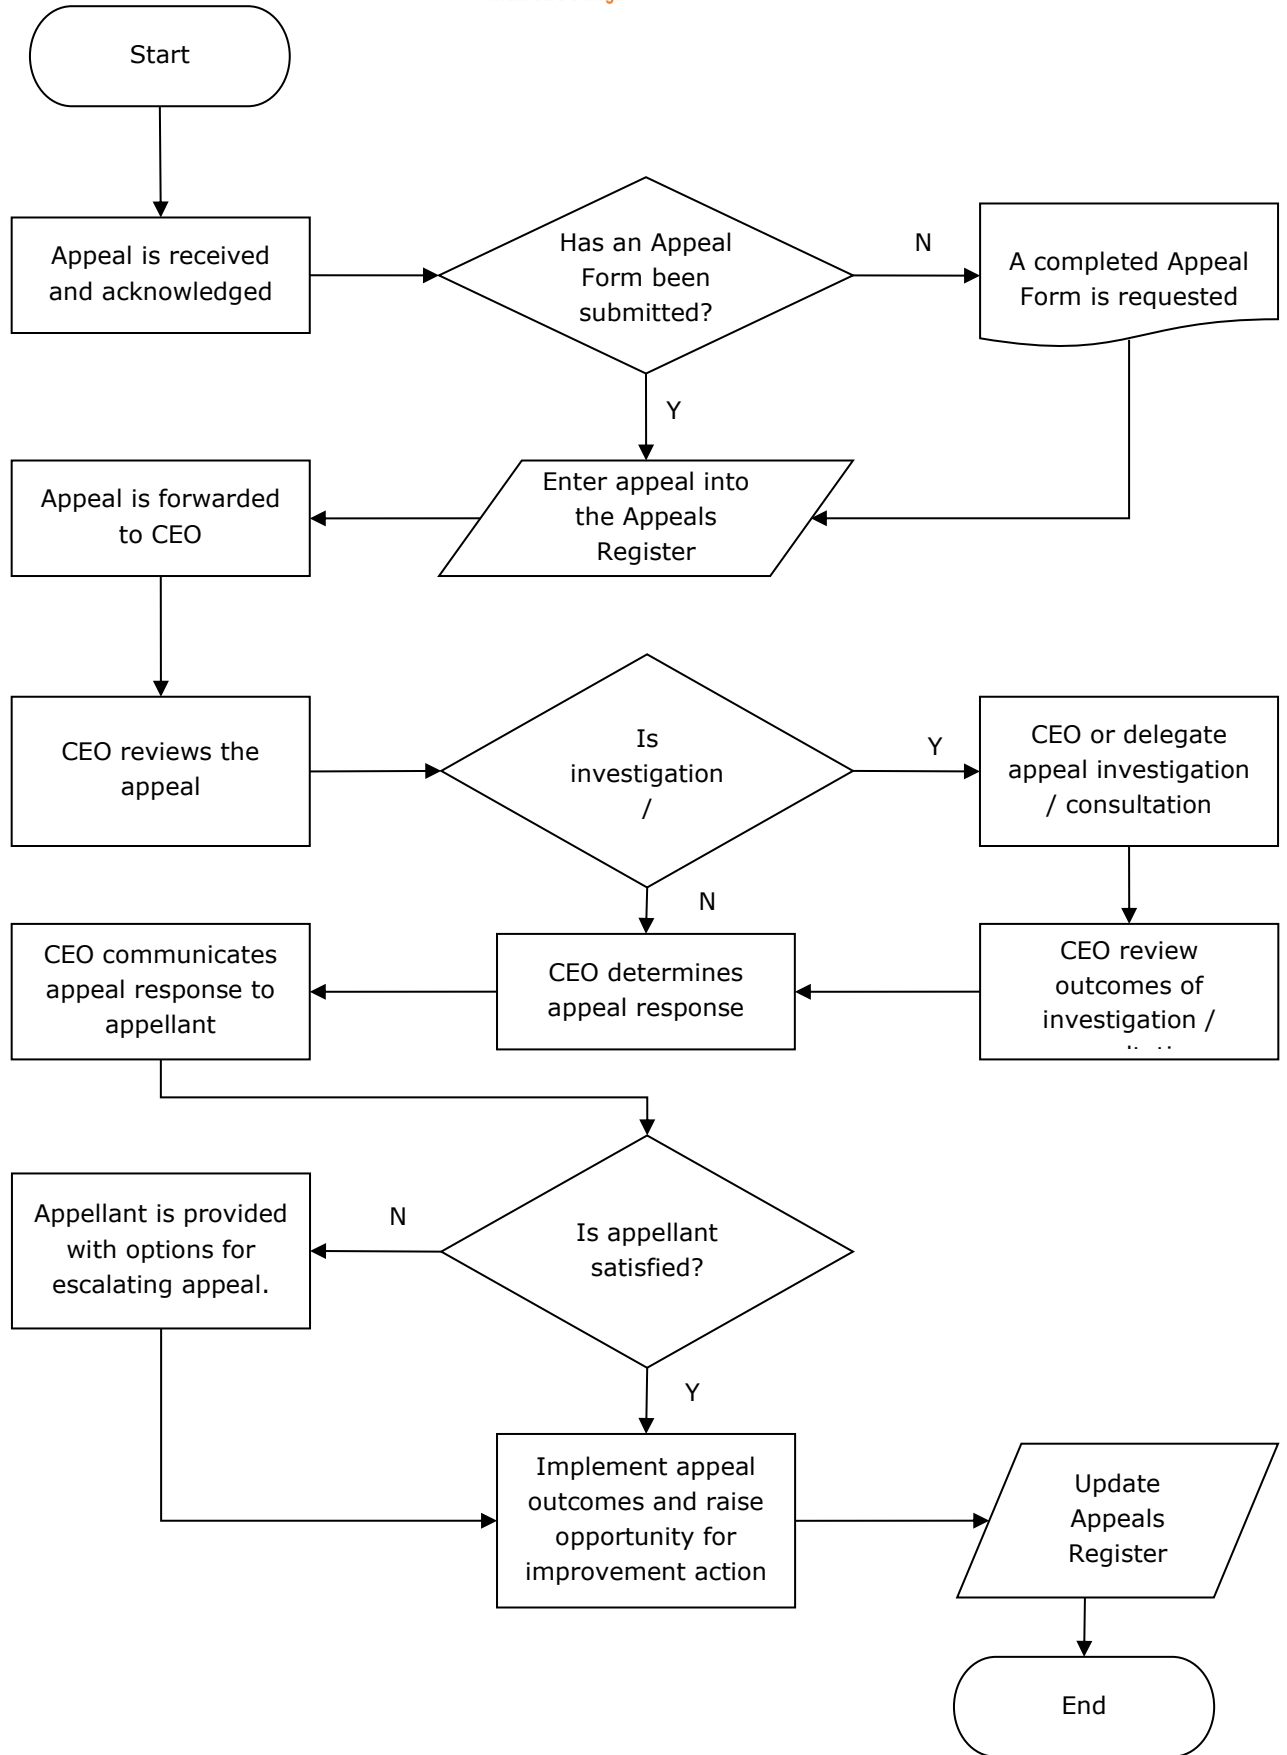 Start
Appeal is received
and acknowledged
Has an Appeal
Form been
submitted?
N
A completed Appeal
Form is requested
Y
Appeal is forwarded
to CEO
Enter appeal into
the Appeals
Register
CEO reviews the
appeal
Is
investigation
/
Y
CEO or delegate
appeal investigation
/ consultation
N
CEO communicates
appeal response to
appellant
CEO determines
appeal response
CEO review
outcomes of
investigation /
Appellant is provided
with options for
escalating appeal.
N
Is appellant
satisfied?
Y
Implement appeal
outcomes and raise
opportunity for
improvement action
Update
Appeals
Register
End